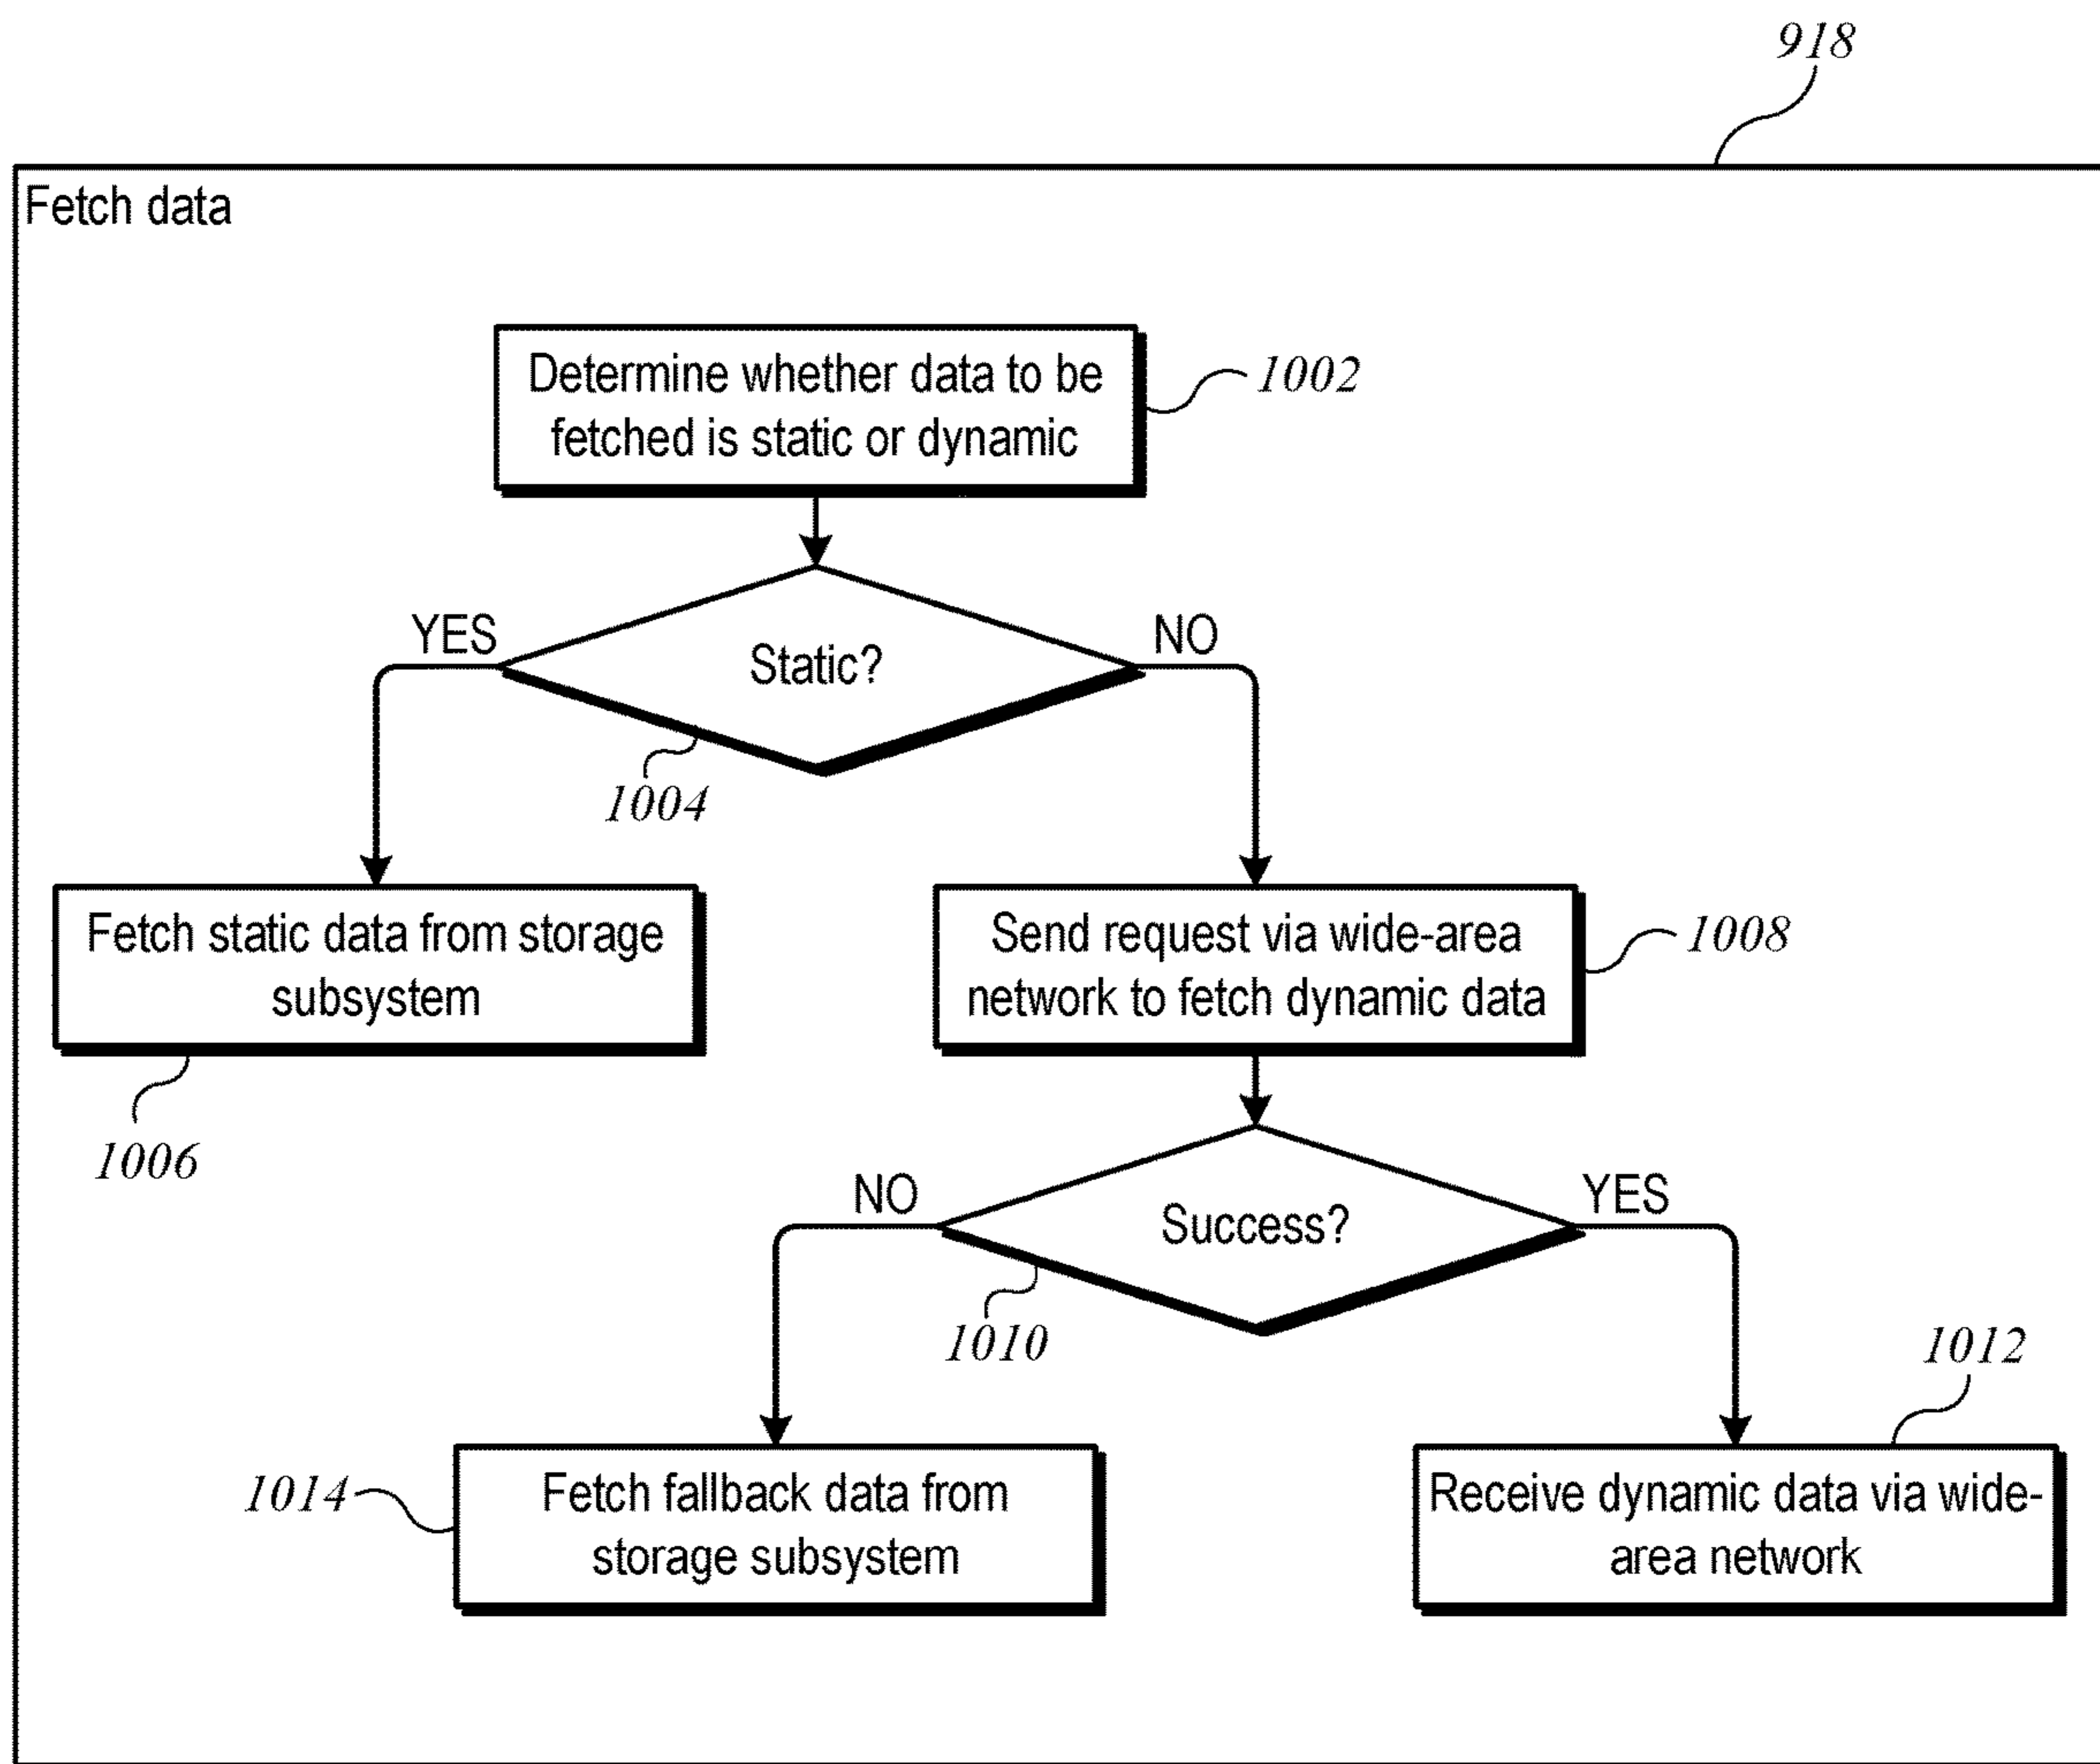 918
Fetch data
Determine whether data to be
fetched is static or dynamic
1002
YES
NO
Static?
1004
Fetch static data from storage
subsystem
1006
Send request via wide-area
network to fetch dynamic data
1008
NO
YES
Success?
1010
1012
1014
Fetch fallback data from
storage subsystem
Receive dynamic data via wide-
area network